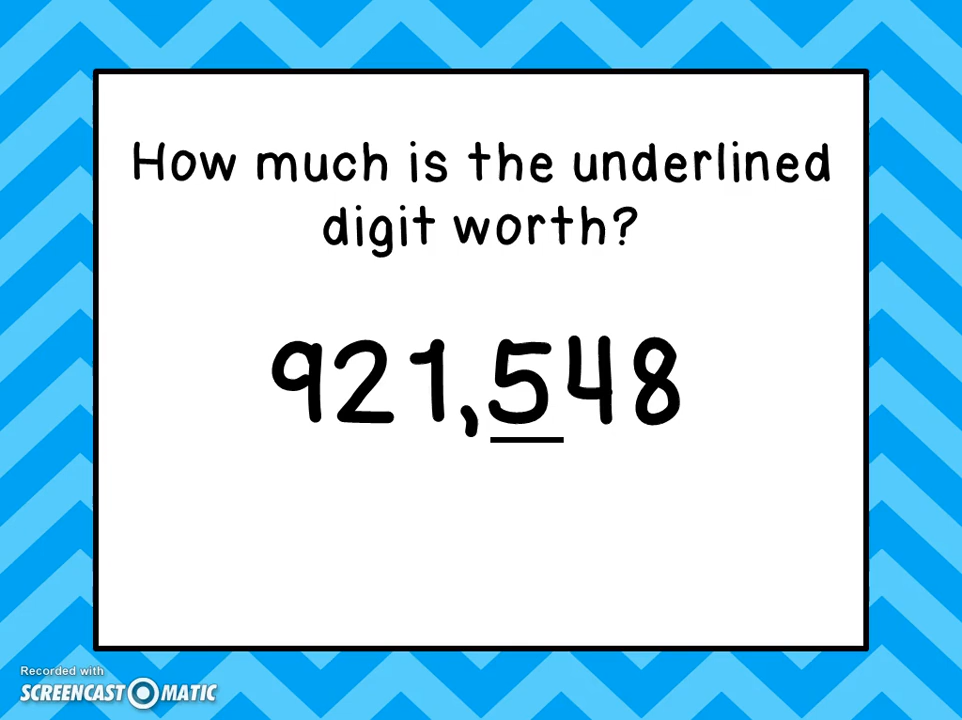 How much is the underlined
digit worth?
921,548
Recorded with
SCREENCAST MATIC